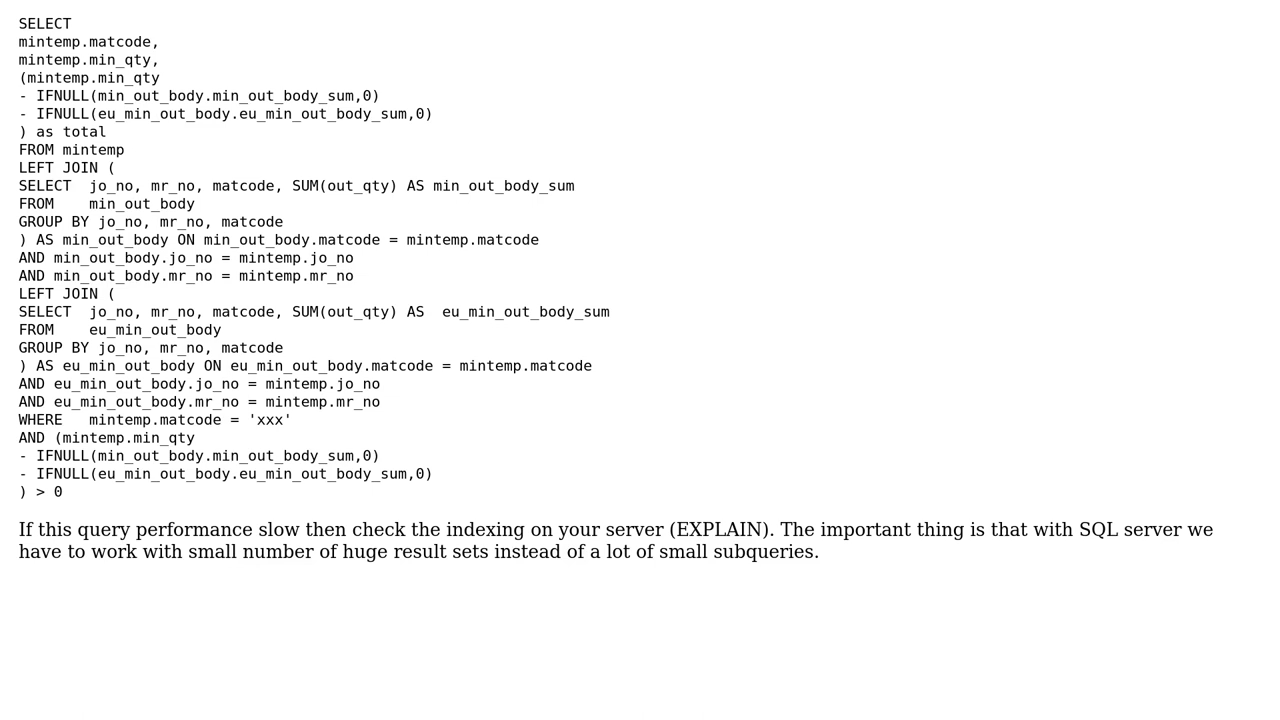 SELECT
mintemp.matcode,
mintemp.min_qty,
(mintemp.min_qty
- IFNULL(min_out_body.min_out_body_sum,0)
- IFNULL(eu_min_out_body.eu_min_out_body_sum,0)
) as total
FROM mintemp
LEFT JOIN (
SELECT  jo_no, mr_no, matcode, SUM(out_qty) AS min_out_body_sum
FROM    min_out_body
GROUP BY jo_no, mr_no, matcode
) AS min_out_body ON min_out_body.matcode = mintemp.matcode
AND min_out_body.jo_no = mintemp.jo_no
AND min_out_body.mr_no = mintemp.mr_no
LEFT JOIN (
SELECT  jo_no, mr_no, matcode, SUM(out_qty) AS  eu_min_out_body_sum
FROM    eu_min_out_body
GROUP BY jo_no, mr_no, matcode
) AS eu_min_out_body ON eu_min_out_body.matcode = mintemp.matcode
AND eu_min_out_body.jo_no = mintemp.jo_no
AND eu_min_out_body.mr_no = mintemp.mr_no
WHERE   mintemp.matcode = 'xxx'
AND (mintemp.min_qty
- IFNULL(min_out_body.min_out_body_sum,0)
- IFNULL(eu_min_out_body.eu_min_out_body_sum,0)
) > 0
If this query performance slow then check the indexing on your server (EXPLAIN). The important thing is that with SQL server we
have to work with small number of huge result sets instead of a lot of small subqueries.